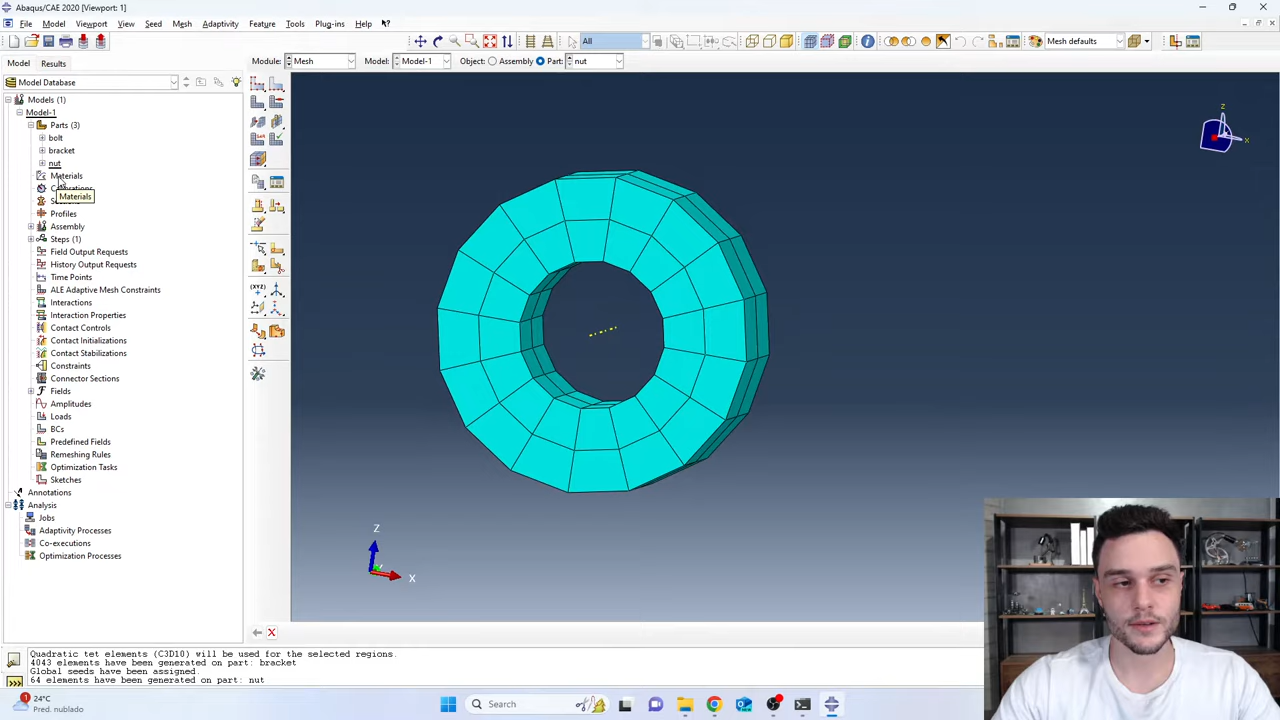 Abaqus/CAE 2020 [Viewport: 1]
File Model Viewport View Seed Mesh Adaptivity Feature Tools Plug-ins Help
All
Mesh defaults
Model Results
Module: Mesh Model: Model-1 Object: Assembly Part: nut
Model Database
Models (1)
Model-1
Parts (3)
bolt
bracket
nut
Materials
Materials
Profiles
Assembly
Steps (1)
Field Output Requests
History Output Requests
Time Points
ALE Adaptive Mesh Constraints
Interactions
Interaction Properties
Contact Controls
Contact Initializations
Contact Stabilizations
Constraints
Connector Sections
Fields
Amplitudes
Loads
BCs
Predefined Fields
Remeshing Rules
Optimization Tasks
Sketches
Annotations
Analysis
Jobs
Adaptivity Processes
Co-executions
Optimization Processes
z
x
Z
X
(XYZ)
Quadratic tet elements (C3D10) will be used for the selected regions.
4043 elements have been generated on part: bracket
Global seeds have been assigned.
64 elements have been generated on part: nut
24°C
Pred. nublado
Search